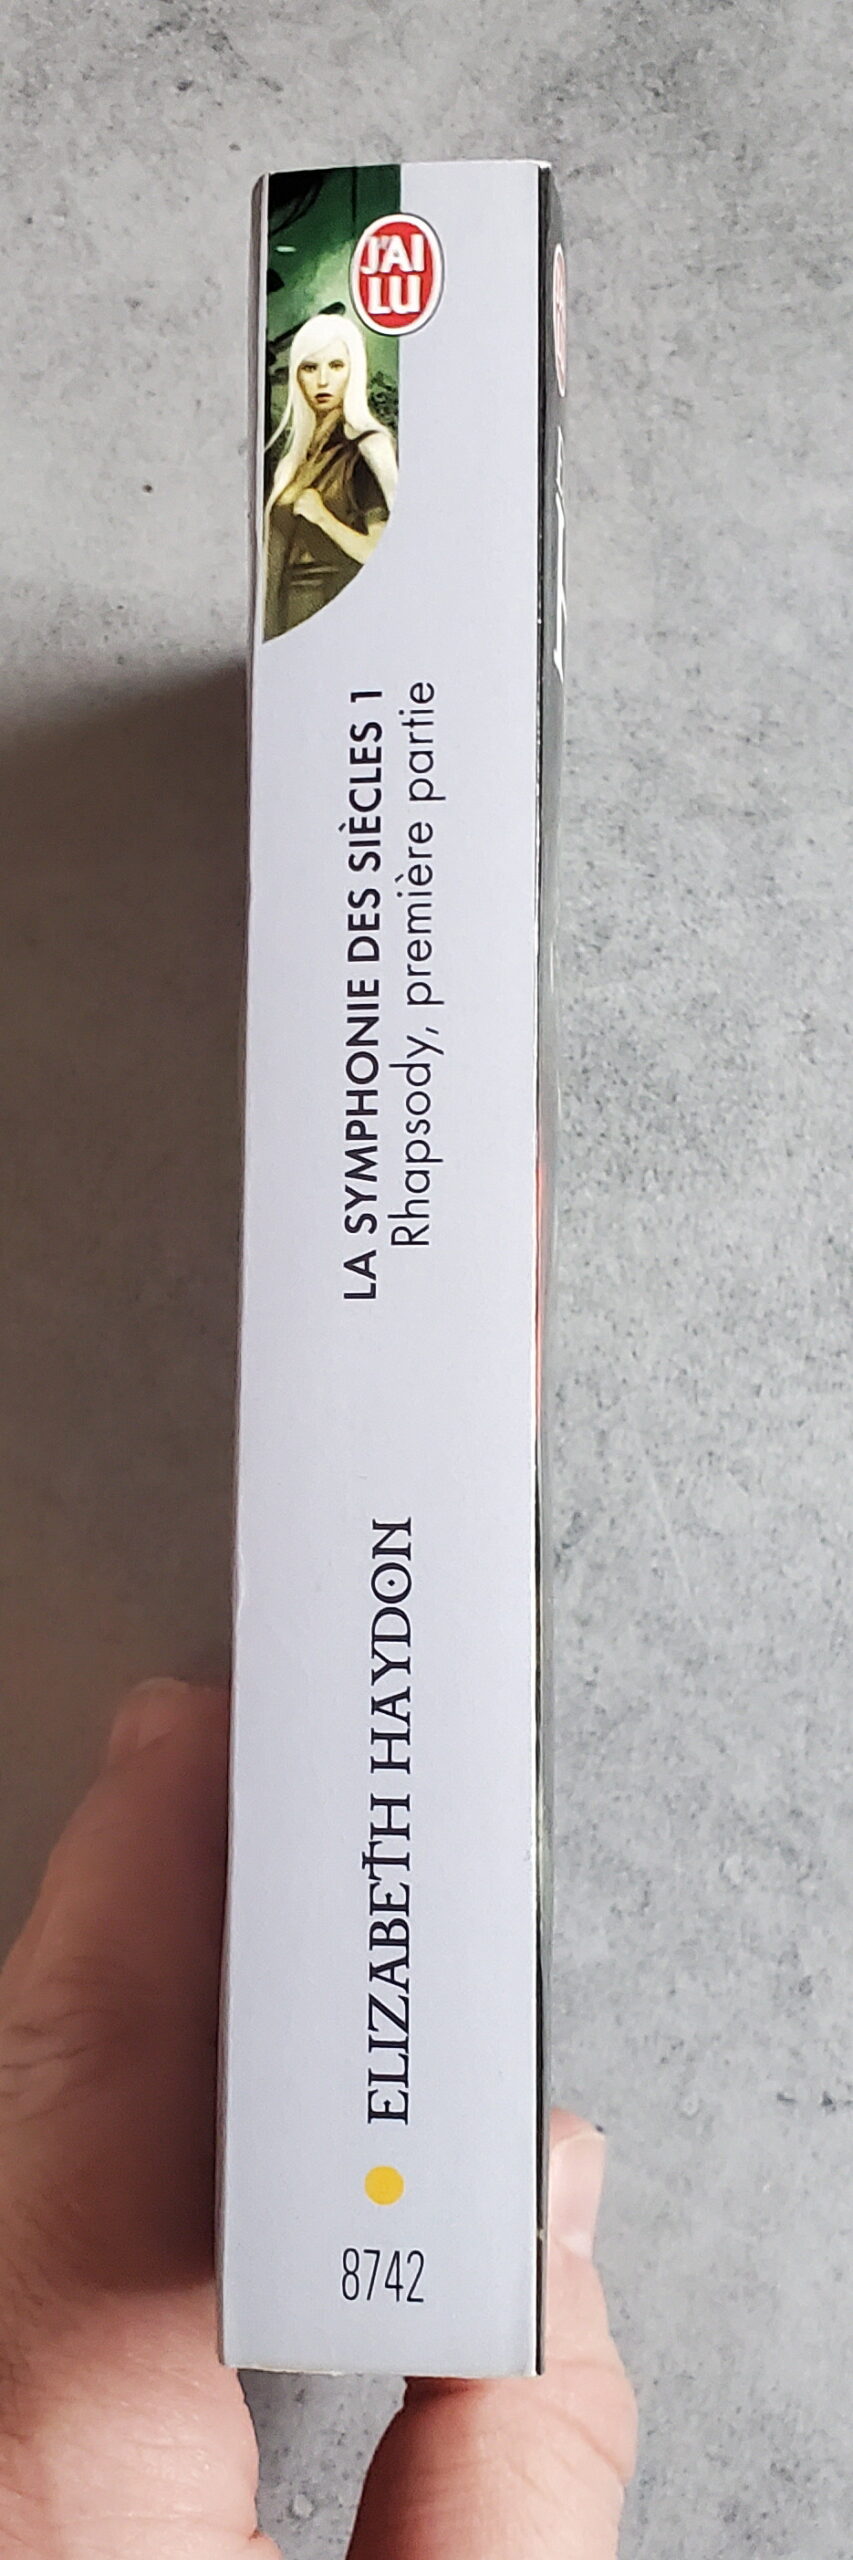 J'AI
LU
LA SYMPHONIE DES SIÈCLES 1
Rhapsody, première partie
ELIZABETH HAYDON
8742